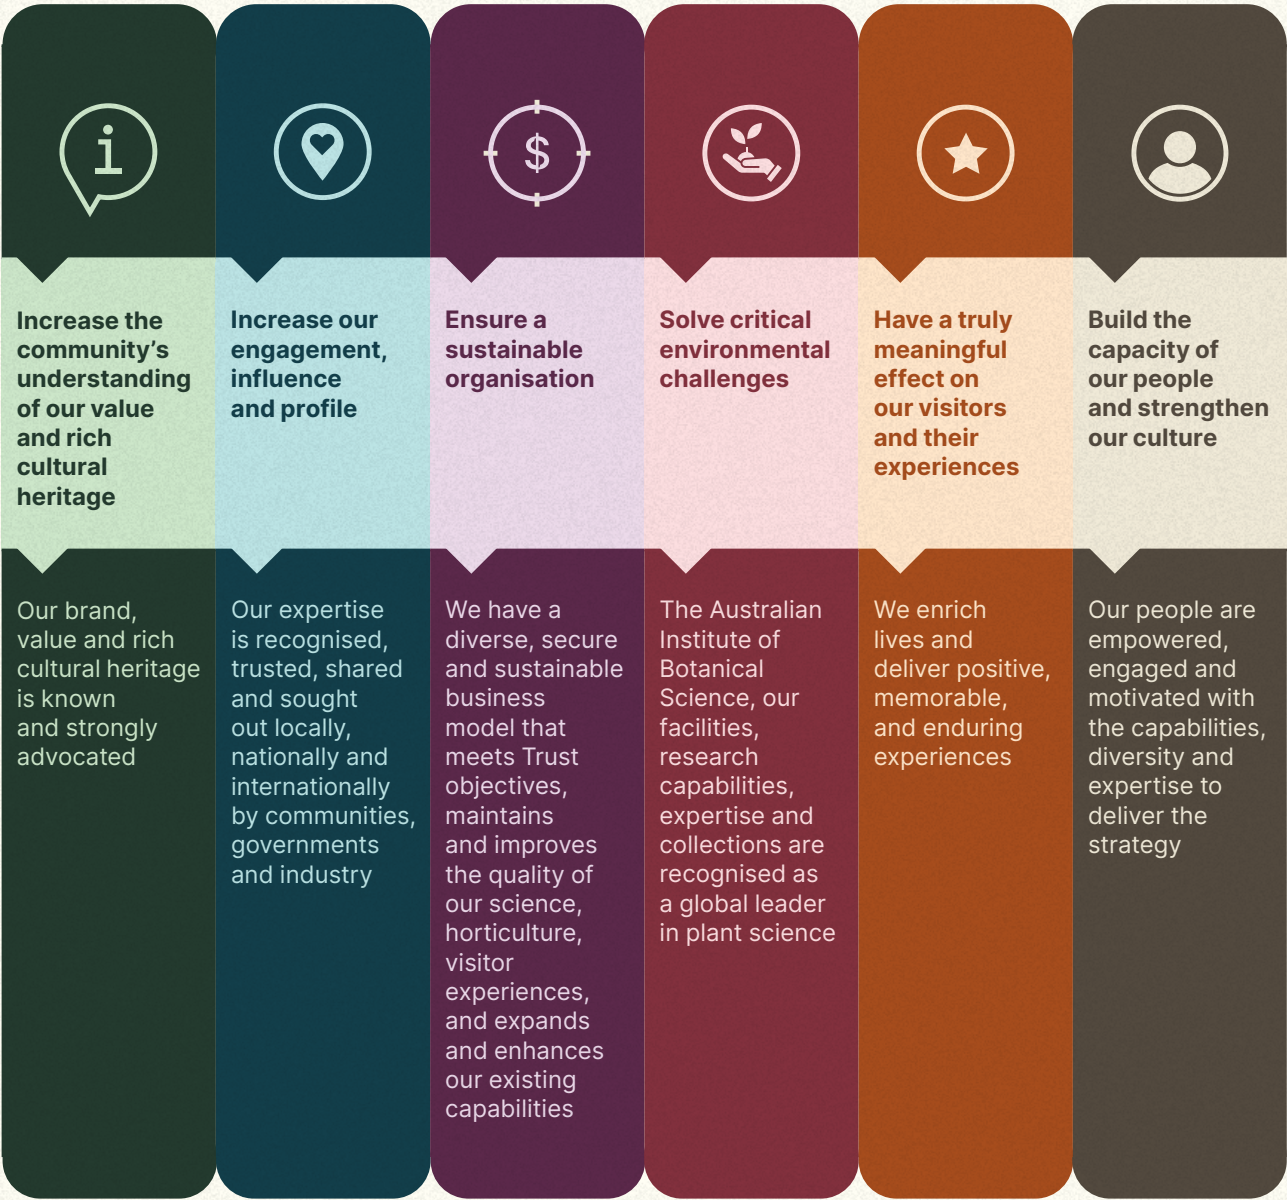 i
$
Increase the
community’s
understanding
of our value
and rich
cultural
heritage
Increase our
engagement,
influence
and profile
Ensure a
sustainable
organisation
Solve critical
environmental
challenges
Have a truly
meaningful
effect on
our visitors
and their
experiences
Build the
capacity of
our people
and strengthen
our culture
Our brand,
value and rich
cultural heritage
is known
and strongly
advocated
Our expertise
is recognised,
trusted, shared
and sought
out locally,
nationally and
internationally
by communities,
governments
and industry
We have a
diverse, secure
and sustainable
business
model that
meets Trust
objectives,
maintains
and improves
the quality of
our science,
horticulture,
visitor
experiences,
and expands
and enhances
our existing
capabilities
The Australian
Institute of
Botanical
Science, our
facilities,
research
capabilities,
expertise and
collections are
recognised as
a global leader
in plant science
We enrich
lives and
deliver positive,
memorable,
and enduring
experiences
Our people are
empowered,
engaged and
motivated with
the capabilities,
diversity and
expertise to
deliver the
strategy